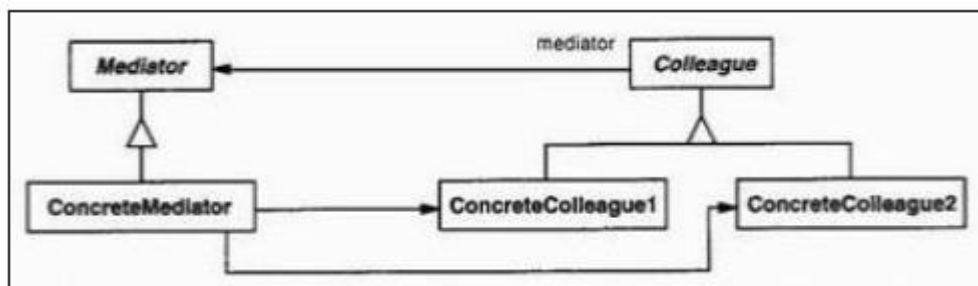 mediator
Mediator
Colleague
ConcreteMediator
ConcreteColleague1
ConcreteColleague2